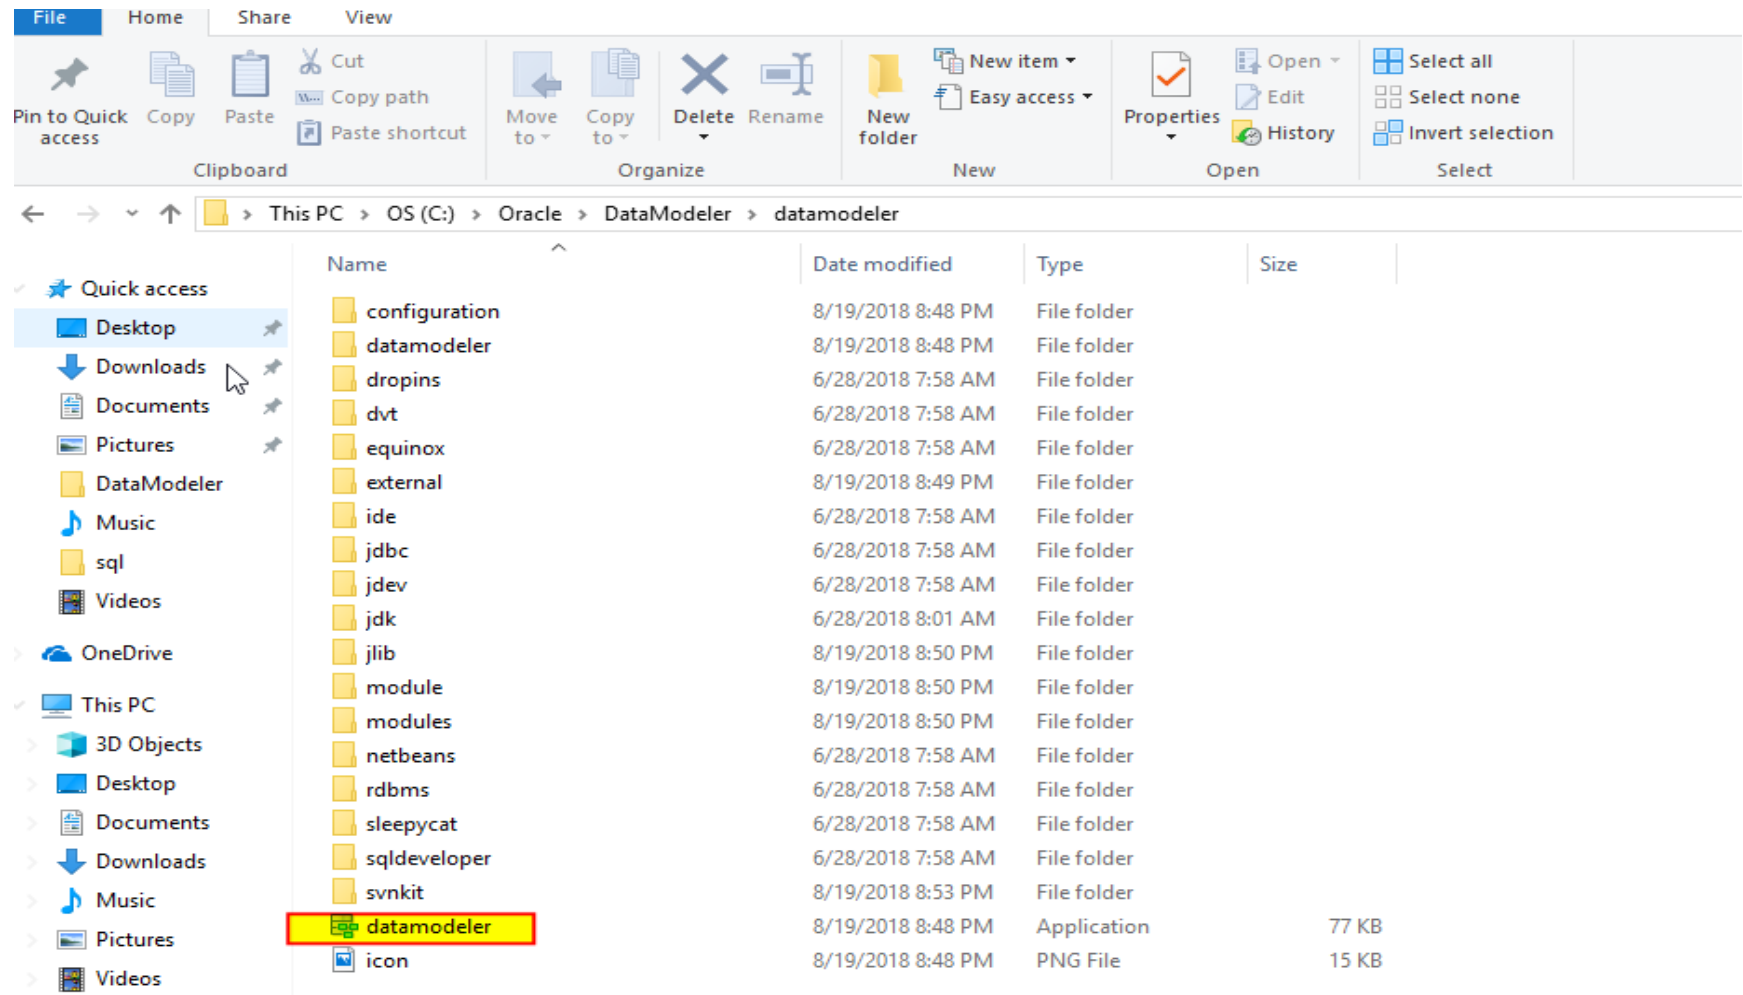 File Home Share View
Cut
Copy path
Paste shortcut
Pin to Quick access
Copy
Paste
Clipboard
Move to
Copy to
Delete
Rename
Organize
New folder
New item
Easy access
New
Properties
Open
Edit
History
Open
Select all
Select none
Invert selection
Select
This PC > OS (C:) > Oracle > DataModeler > datamodeler
Quick access
Desktop
Downloads
Documents
Pictures
DataModeler
Music
sql
Videos
OneDrive
This PC
3D Objects
Desktop
Documents
Downloads
Music
Pictures
Videos
Name Date modified Type Size
configuration 8/19/2018 8:48 PM File folder
datamodeler 8/19/2018 8:48 PM File folder
dropins 6/28/2018 7:58 AM File folder
dvt 6/28/2018 7:58 AM File folder
equinox 6/28/2018 7:58 AM File folder
external 8/19/2018 8:49 PM File folder
ide 6/28/2018 7:58 AM File folder
jdbc 6/28/2018 7:58 AM File folder
jdev 6/28/2018 7:58 AM File folder
jdk 6/28/2018 8:01 AM File folder
jlib 8/19/2018 8:50 PM File folder
module 8/19/2018 8:50 PM File folder
modules 8/19/2018 8:50 PM File folder
netbeans 6/28/2018 7:58 AM File folder
rdbms 6/28/2018 7:58 AM File folder
sleepycat 6/28/2018 7:58 AM File folder
sqldeveloper 6/28/2018 7:58 AM File folder
svnkit 8/19/2018 8:53 PM File folder
datamodeler 8/19/2018 8:48 PM Application 77 KB
icon 8/19/2018 8:48 PM PNG File 15 KB